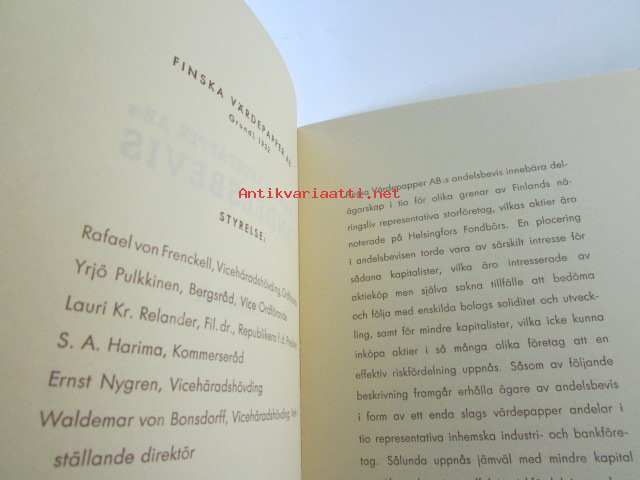 FINSKA VÄRDEPAPPER AB
Grundl. 1932
STYRELSE:
Rafael von Frenckell, Vicehäradshövding, Ordförande
Yrjö Pulkkinen, Bergsråd, Vice Ordförande
Lauri Kr. Relander, Fil.dr., Republikens f.d.
S. A. Harima, Kommerseråd
Ernst Nygren, Vicehäradshövding
Waldemar von Bonsdorff, Vicehäradshövding,
ställande direktör
Antikvariaatti.net
Värdepapper AB:s andelsbevis innebära del-
ägarskap i tio för olika grenar av Finlands nä-
ringsliv representativa storföretag, vilkas aktier äro
noterade på Helsingfors Fondbörs. En placering
i andelsbevisen torde vara av särskilt intresse för
sådana kapitalister, vilka äro intresserade av
aktieköp men själva sakna tillfälle att bedöma
och följa med enskilda bolags soliditet och utveck-
ling, samt för mindre kapitalister, vilka icke kunna
inköpa aktier i så många olika företag att en
effektiv riskfördelning uppnås. Såsom av följande
beskrivning framgår erhålla ägare av andelsbevis
i form av ett enda slags värdepapper andelar i
tio representativa inhemska industri- och bankföre-
tag. Sålunda uppnås jämväl med mindre kapital